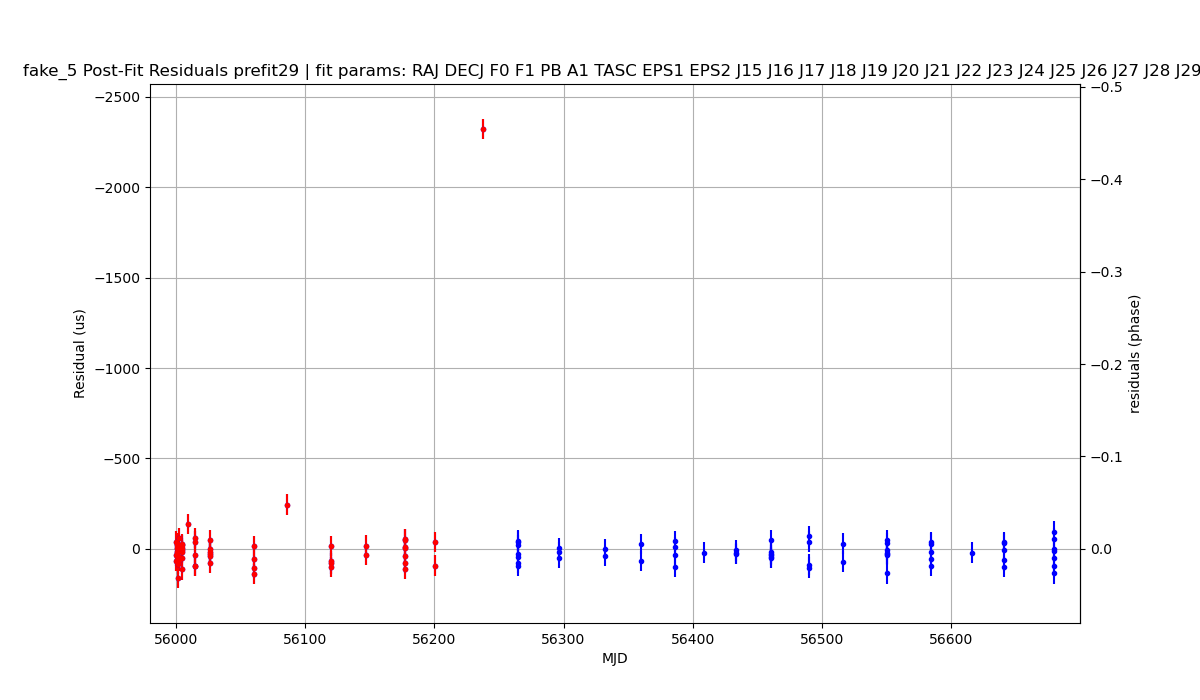 fake_5 Post-Fit Residuals prefit29 | fit params: RAJ DECJ F0 F1 PB A1 TASC EPS1 EPS2 J15 J16 J17 J18 J19 J20 J21 J22 J23 J24 J25 J26 J27 J28 J29
−2500
−2000
−1500
−1000
−500
0
Residual (us)
−0.5
−0.4
−0.3
−0.2
−0.1
0.0
residuals (phase)
56000 56100 56200 56300 56400 56500 56600
MJD